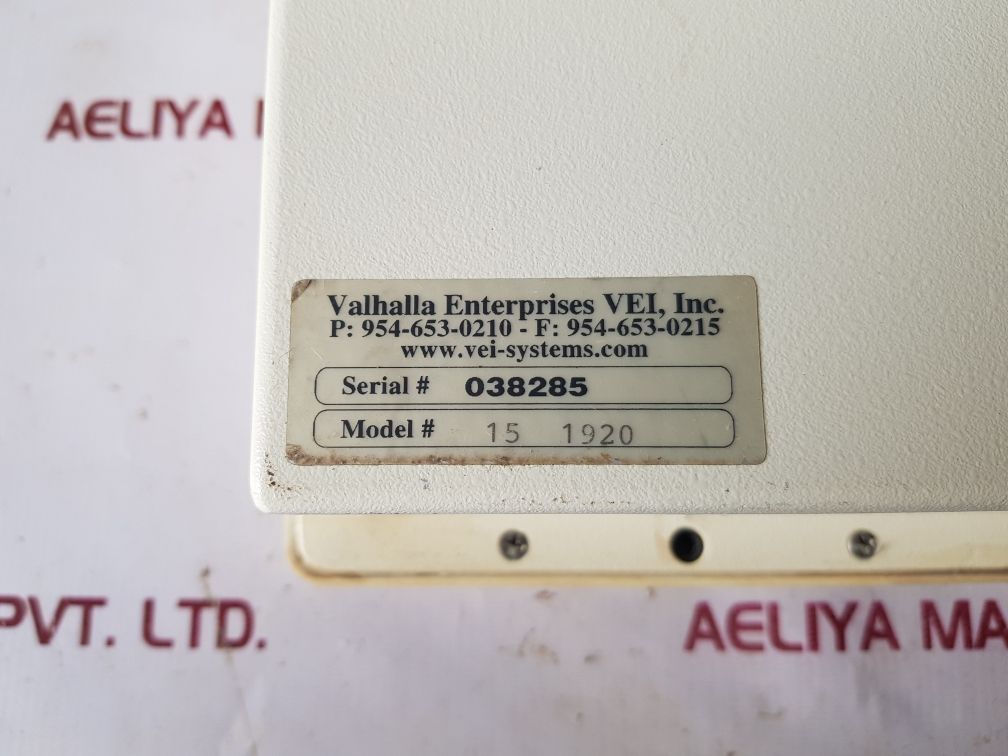 AELIYA
Valhalla Enterprises VEI, Inc.
P: 954-653-0210 - F: 954-653-0215
www.vei-systems.com
Serial # 038285
Model # 15 1920
PVT. LTD.
AELIYA MA